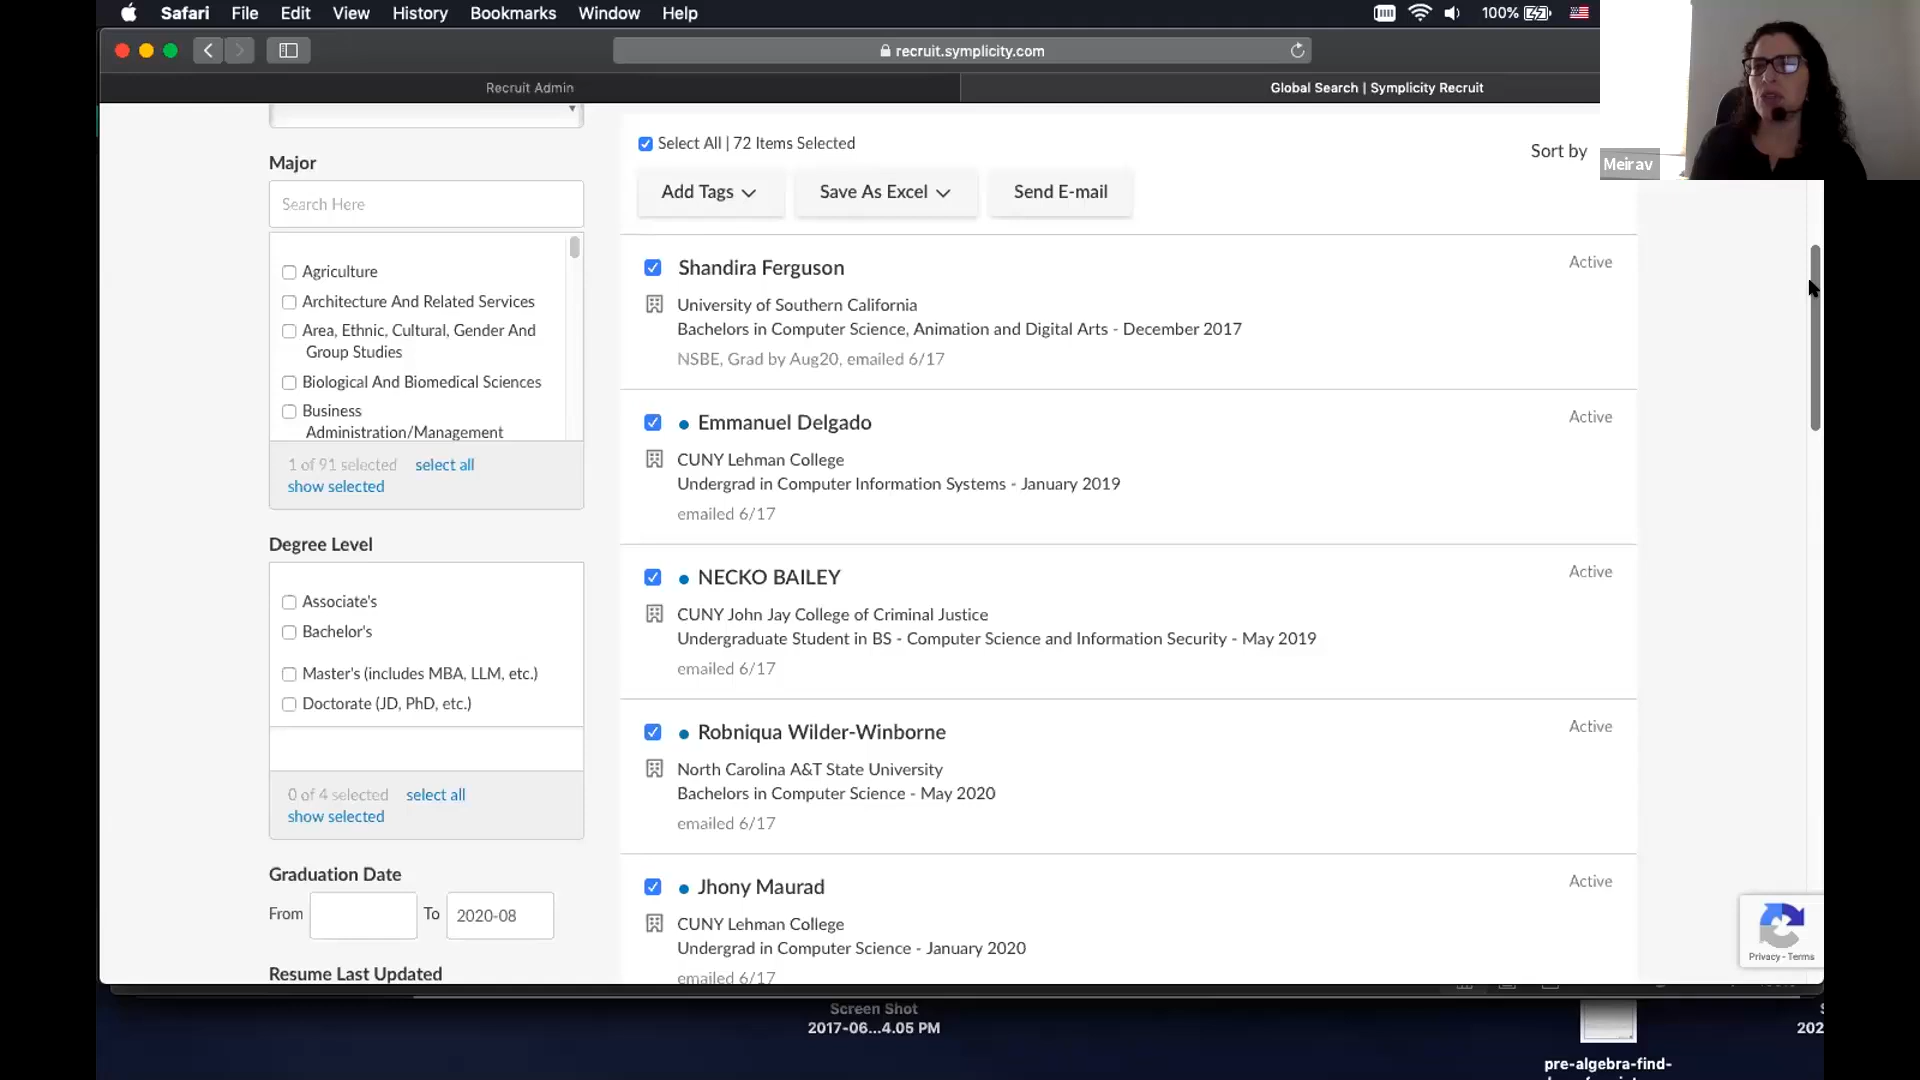 Safari File Edit View History Bookmarks Window Help 100%
recruit.symplicity.com
Recruit Admin
Global Search | Symplicity Recruit
Meirav
Major
Search Here
Agriculture
Architecture And Related Services
Area, Ethnic, Cultural, Gender And
Group Studies
Biological And Biomedical Sciences
Business
Administration/Management
1 of 91 selected select all
show selected
Degree Level
Associate's
Bachelor's
Master's (includes MBA, LLM, etc.)
Doctorate (JD, PhD, etc.)
0 of 4 selected select all
show selected
Graduation Date
From To 2020-08
Resume Last Updated
Select All | 72 Items Selected
Sort by
Add Tags Save As Excel Send E-mail
Shandira Ferguson Active
University of Southern California
Bachelors in Computer Science, Animation and Digital Arts - December 2017
NSBE, Grad by Aug20, emailed 6/17
Emmanuel Delgado Active
CUNY Lehman College
Undergrad in Computer Information Systems - January 2019
emailed 6/17
NECKO BAILEY Active
CUNY John Jay College of Criminal Justice
Undergraduate Student in BS - Computer Science and Information Security - May 2019
emailed 6/17
Robniqua Wilder-Winborne Active
North Carolina A&T State University
Bachelors in Computer Science - May 2020
emailed 6/17
Jhony Maurad Active
CUNY Lehman College
Undergrad in Computer Science - January 2020
emailed 6/17
Privacy - Terms
Screen Shot
2017-06...4.05 PM
202
pre-algebra-find-